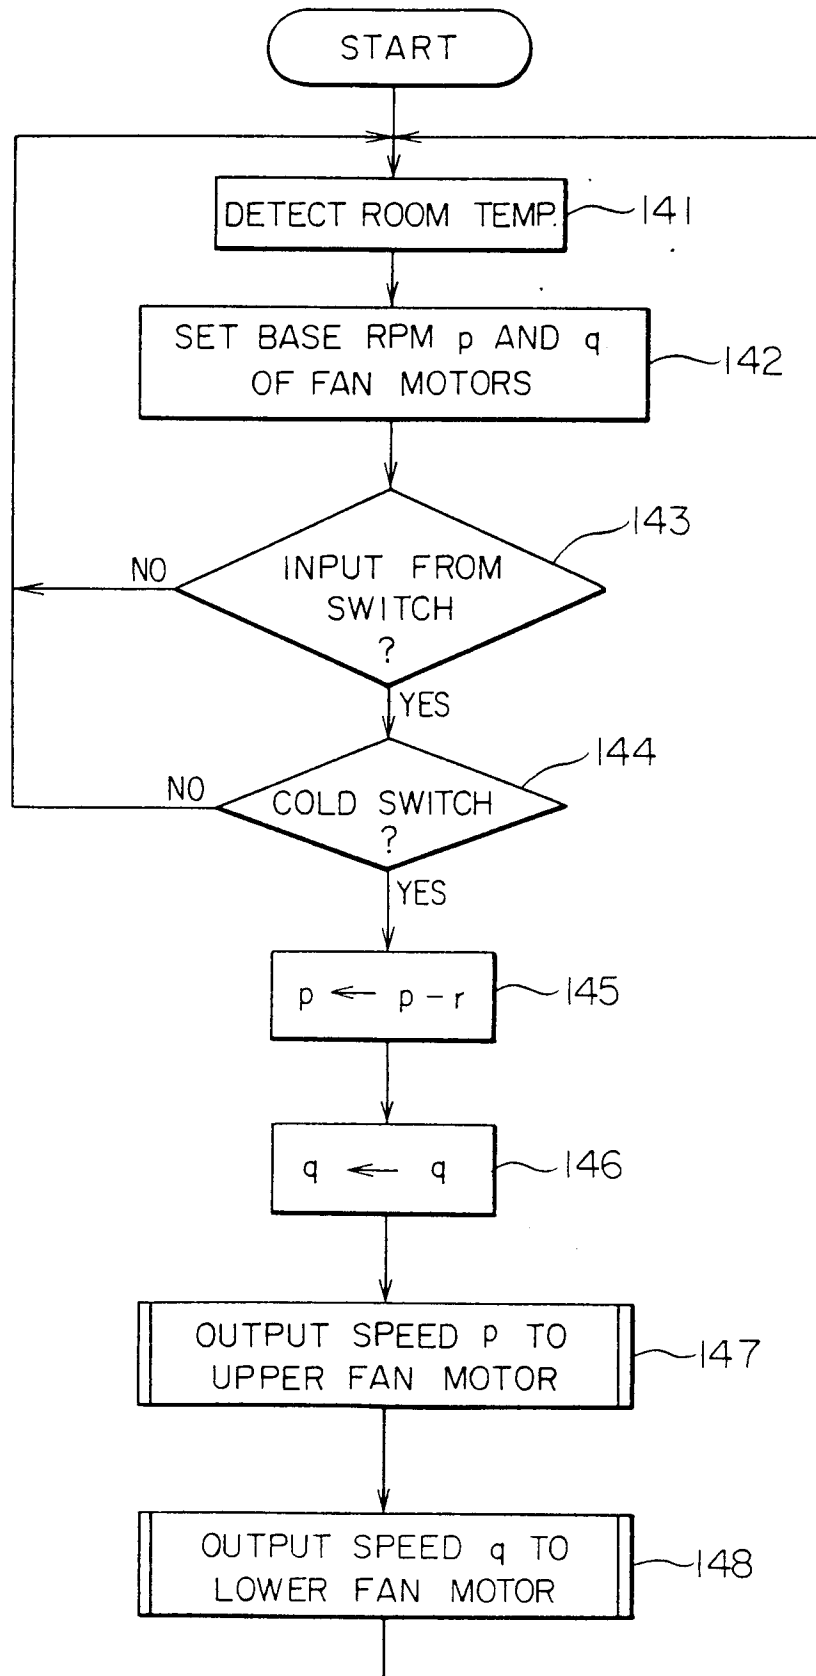 START
DETECT ROOM TEMP.
141
SET BASE RPM p AND q
OF FAN MOTORS
142
143
INPUT FROM
SWITCH
?
NO
YES
144
COLD SWITCH
?
NO
YES
p ← p - r
145
q ← q
146
OUTPUT SPEED P TO
UPPER FAN MOTOR
147
OUTPUT SPEED q TO
LOWER FAN MOTOR
148